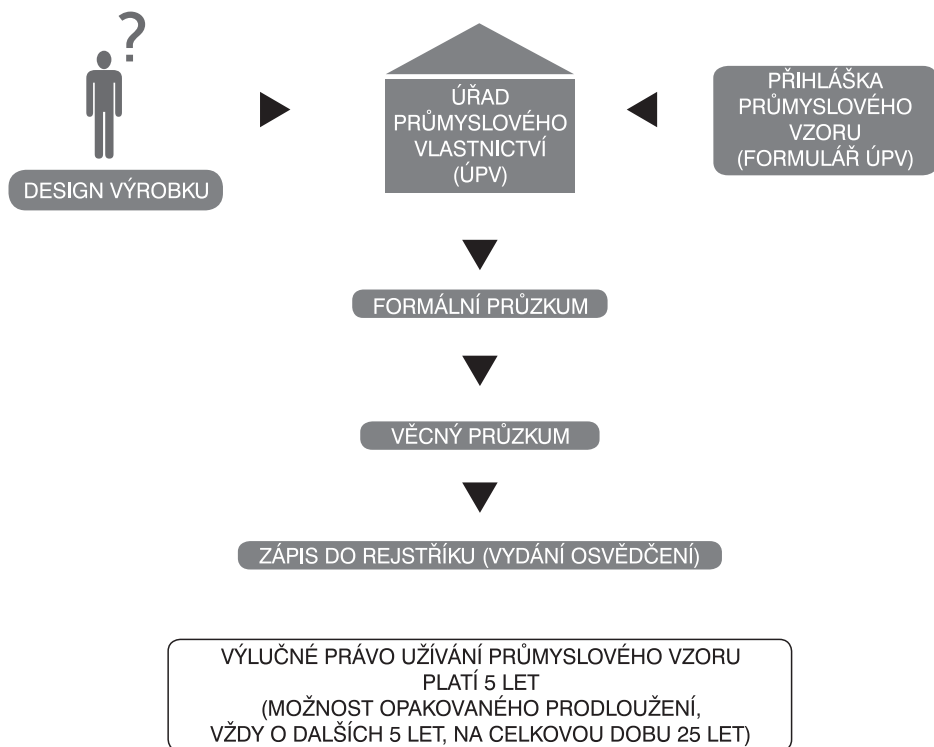 ?
DESIGN VÝROBKU
ÚŘAD
PRŮMYSLOVÉHO
VLASTNICTVÍ
(ÚPV)
PŘIHLÁŠKA
PRŮMYSLOVÉHO
VZORU
(FORMULÁŘ ÚPV)
FORMÁLNÍ PRŮZKUM
VĚCNÝ PRŮZKUM
ZÁPIS DO REJSTŘÍKU (VYDÁNÍ OSVĚDČENÍ)
VÝLUČNÉ PRÁVO UŽÍVÁNÍ PRŮMYSLOVÉHO VZORU
PLATÍ 5 LET
(MOŽNOST OPAKOVANÉHO PRODLOUŽENÍ,
VŽDY O DALŠÍCH 5 LET, NA CELKOVOU DOBU 25 LET)